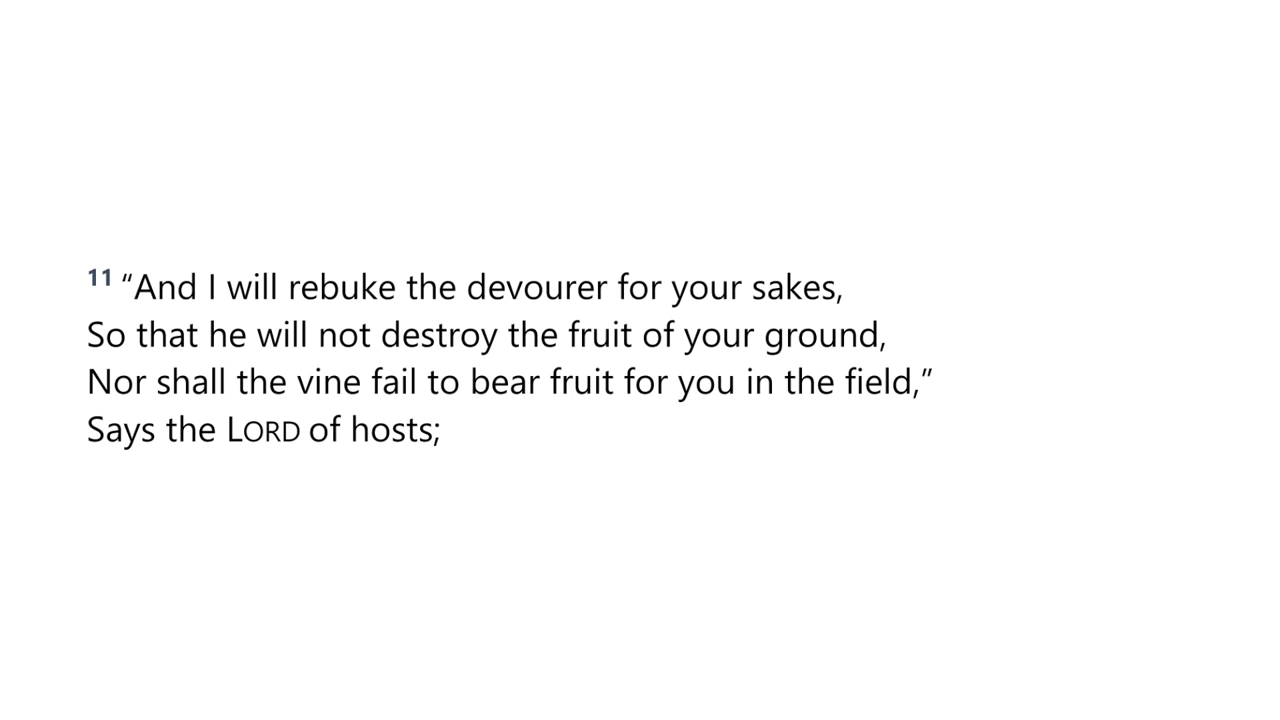 11 “And I will rebuke the devourer for your sakes,
So that he will not destroy the fruit of your ground,
Nor shall the vine fail to bear fruit for you in the field,”
Says the LORD of hosts;